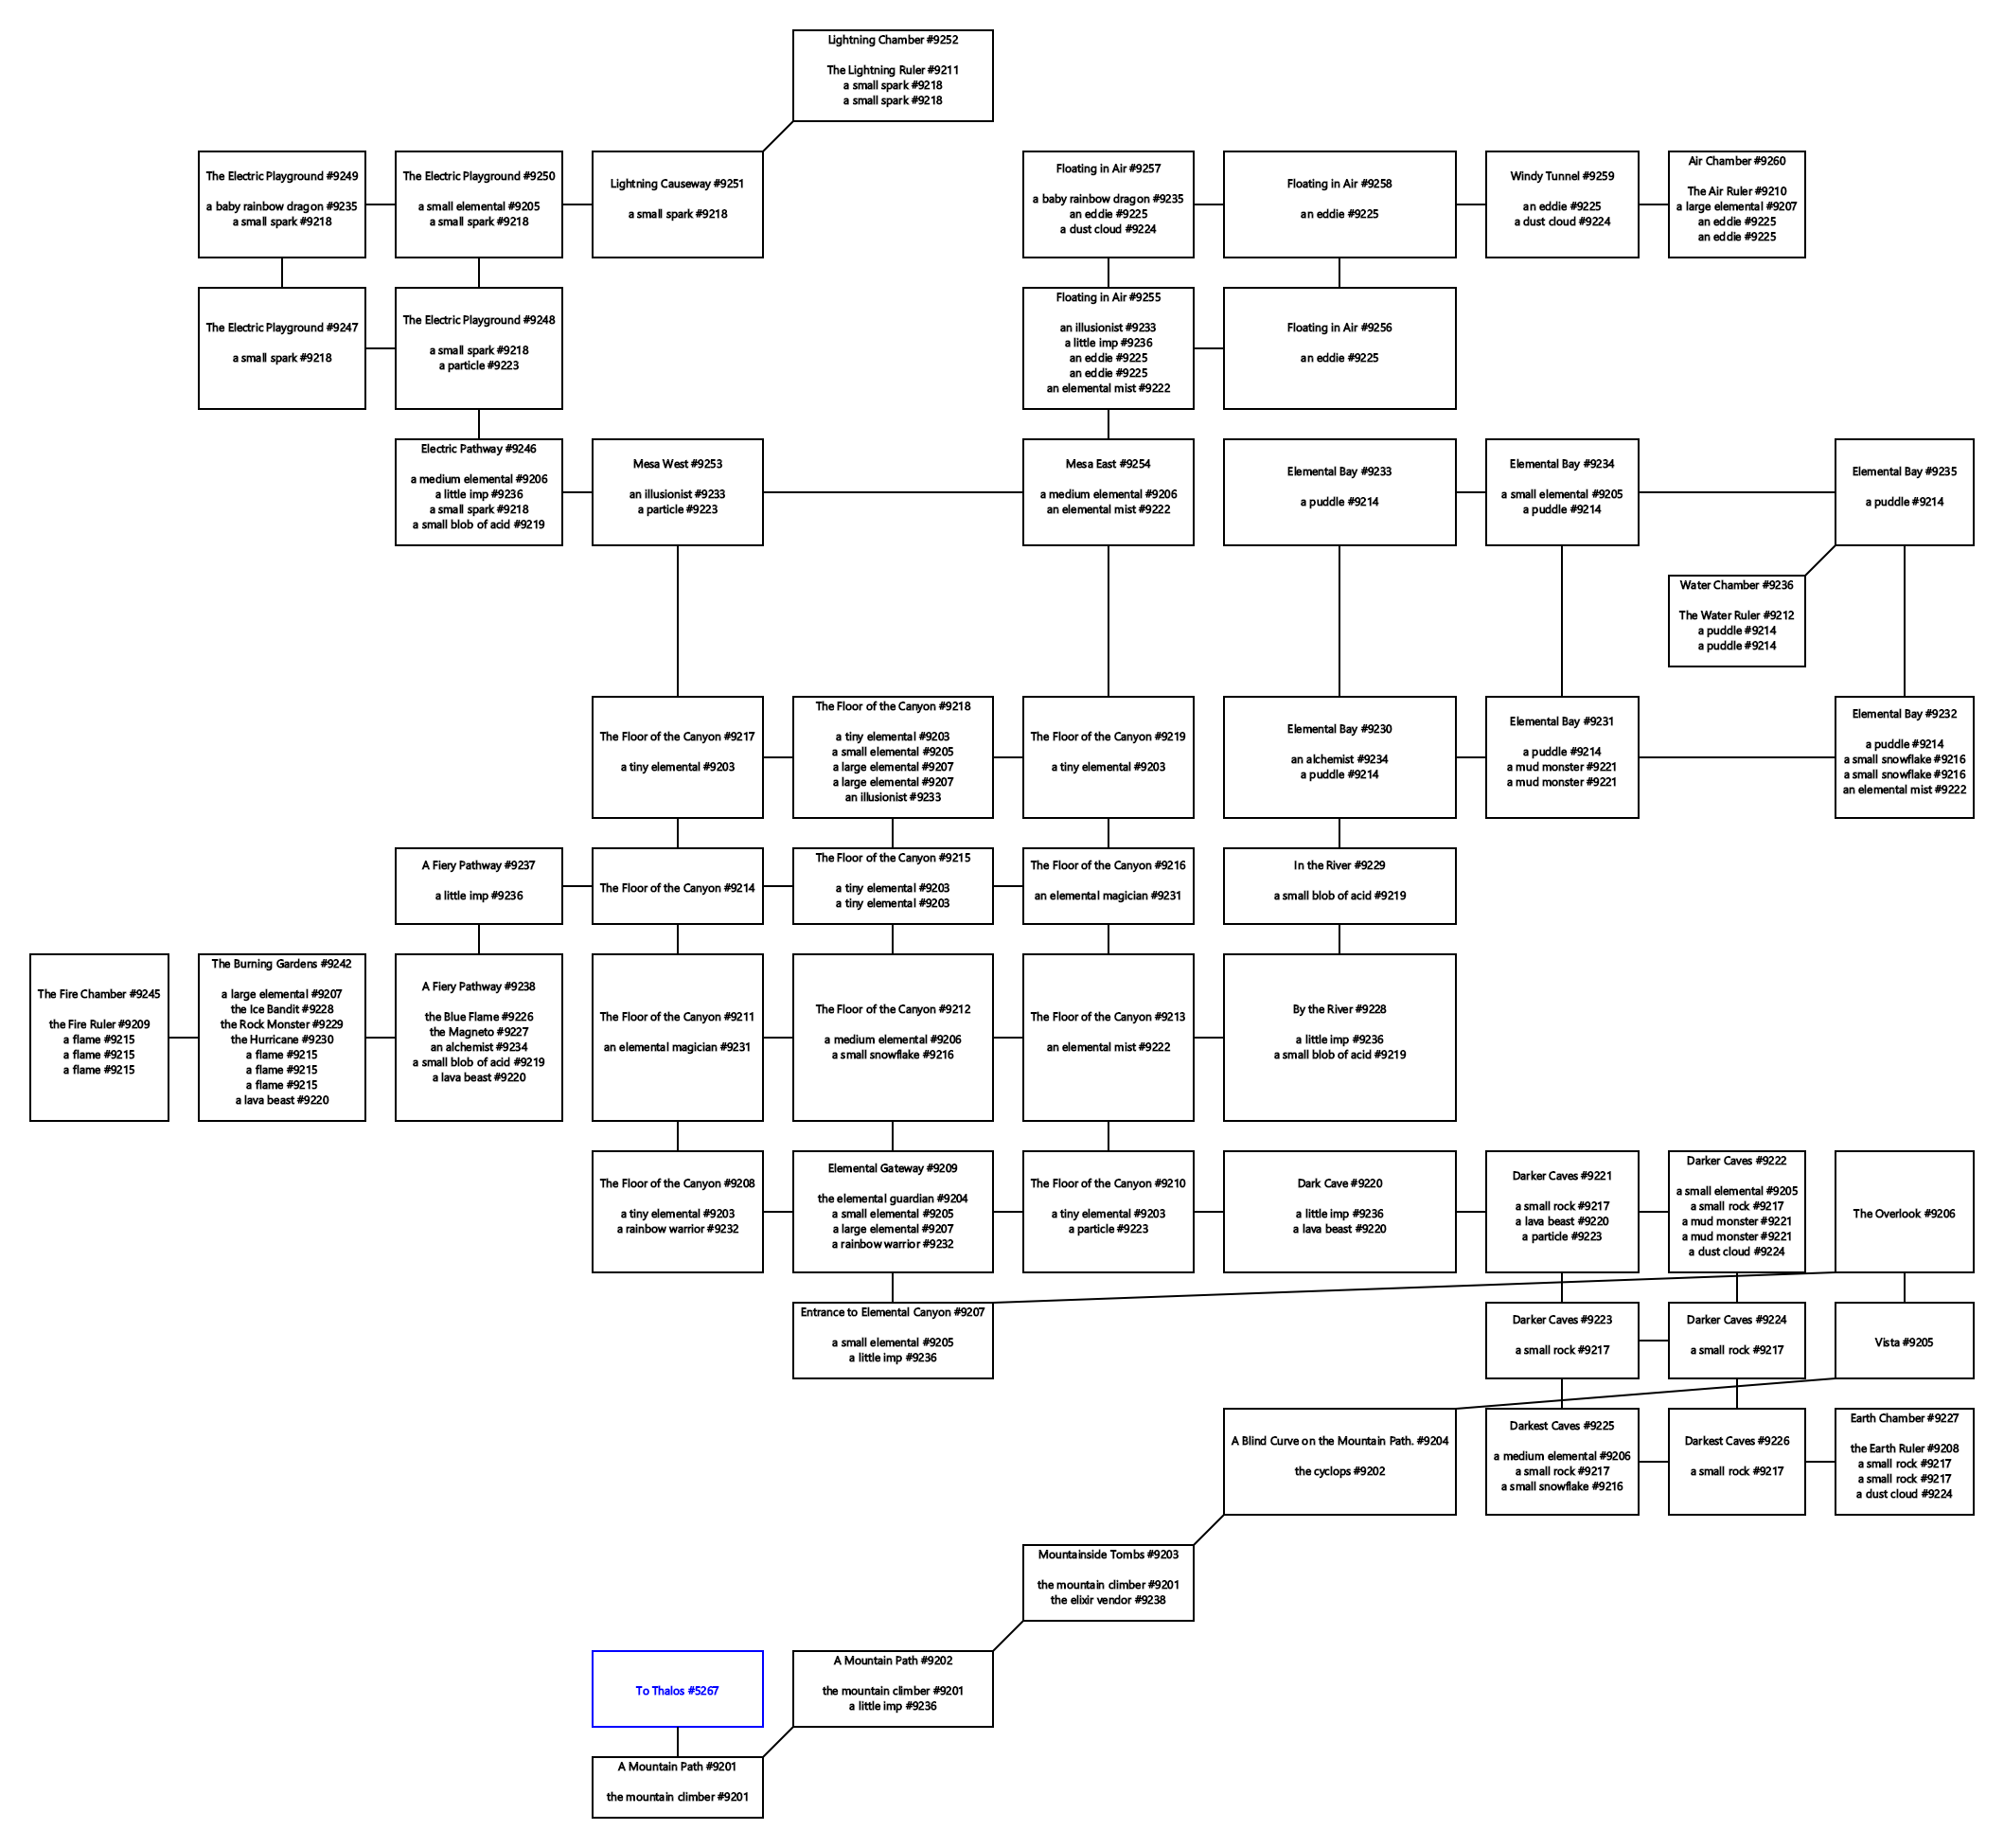 Lightning Chamber #9252
The Lightning Ruler #9211
a small spark #9218
a small spark #9218
The Electric Playground #9249
a baby rainbow dragon #9235
a small spark #9218
The Electric Playground #9250
a small elemental #9205
a small spark #9218
Lightning Causeway #9251
a small spark #9218
Floating in Air #9257
a baby rainbow dragon #9235
an eddie #9225
a dust cloud #9224
Floating in Air #9258
an eddie #9225
Windy Tunnel #9259
an eddie #9225
a dust cloud #9224
Air Chamber #9260
The Air Ruler #9210
a large elemental #9207
an eddie #9225
an eddie #9225
The Electric Playground #9247
a small spark #9218
The Electric Playground #9248
a small spark #9218
a particle #9223
Floating in Air #9255
an illusionist #9233
a little imp #9236
an eddie #9225
an eddie #9225
an elemental mist #9222
Floating in Air #9256
an eddie #9225
Electric Pathway #9246
a medium elemental #9206
a little imp #9236
a small spark #9218
a small blob of acid #9219
Mesa West #9253
an illusionist #9233
a particle #9223
Mesa East #9254
a medium elemental #9206
an elemental mist #9222
Elemental Bay #9233
a puddle #9214
Elemental Bay #9234
a small elemental #9205
a puddle #9214
Elemental Bay #9235
a puddle #9214
Water Chamber #9236
The Water Ruler #9212
a puddle #9214
a puddle #9214
The Floor of the Canyon #9217
a tiny elemental #9203
The Floor of the Canyon #9218
a tiny elemental #9203
a small elemental #9205
a large elemental #9207
a large elemental #9207
an illusionist #9233
The Floor of the Canyon #9219
a tiny elemental #9203
Elemental Bay #9230
an alchemist #9234
a puddle #9214
Elemental Bay #9231
a puddle #9214
a mud monster #9221
a mud monster #9221
Elemental Bay #9232
a puddle #9214
a small snowflake #9216
a small snowflake #9216
an elemental mist #9222
A Fiery Pathway #9237
a little imp #9236
The Floor of the Canyon #9214
The Floor of the Canyon #9215
a tiny elemental #9203
a tiny elemental #9203
The Floor of the Canyon #9216
an elemental magician #9231
In the River #9229
a small blob of acid #9219
The Fire Chamber #9245
the Fire Ruler #9209
a flame #9215
a flame #9215
a flame #9215
The Burning Gardens #9242
a large elemental #9207
the Ice Bandit #9228
the Rock Monster #9229
the Hurricane #9230
a flame #9215
a flame #9215
a flame #9215
a lava beast #9220
A Fiery Pathway #9238
the Blue Flame #9226
the Magneto #9227
an alchemist #9234
a small blob of acid #9219
a lava beast #9220
The Floor of the Canyon #9211
an elemental magician #9231
The Floor of the Canyon #9212
a medium elemental #9206
a small snowflake #9216
The Floor of the Canyon #9213
an elemental mist #9222
By the River #9228
a little imp #9236
a small blob of acid #9219
The Floor of the Canyon #9208
a tiny elemental #9203
a rainbow warrior #9232
Elemental Gateway #9209
the elemental guardian #9204
a small elemental #9205
a large elemental #9207
a rainbow warrior #9232
The Floor of the Canyon #9210
a tiny elemental #9203
a particle #9223
Dark Cave #9220
a little imp #9236
a lava beast #9220
Darker Caves #9221
a small rock #9217
a lava beast #9220
a particle #9223
Darker Caves #9222
a small elemental #9205
a small rock #9217
a mud monster #9221
a mud monster #9221
a dust cloud #9224
The Overlook #9206
Entrance to Elemental Canyon #9207
a small elemental #9205
a little imp #9236
Darker Caves #9223
a small rock #9217
Darker Caves #9224
a small rock #9217
Vista #9205
A Blind Curve on the Mountain Path. #9204
the cyclops #9202
Darkest Caves #9225
a medium elemental #9206
a small rock #9217
a small snowflake #9216
Darkest Caves #9226
a small rock #9217
Earth Chamber #9227
the Earth Ruler #9208
a small rock #9217
a small rock #9217
a dust cloud #9224
Mountainside Tombs #9203
the mountain climber #9201
the elixir vendor #9238
To Thalos #5267
A Mountain Path #9202
the mountain climber #9201
a little imp #9236
A Mountain Path #9201
the mountain climber #9201